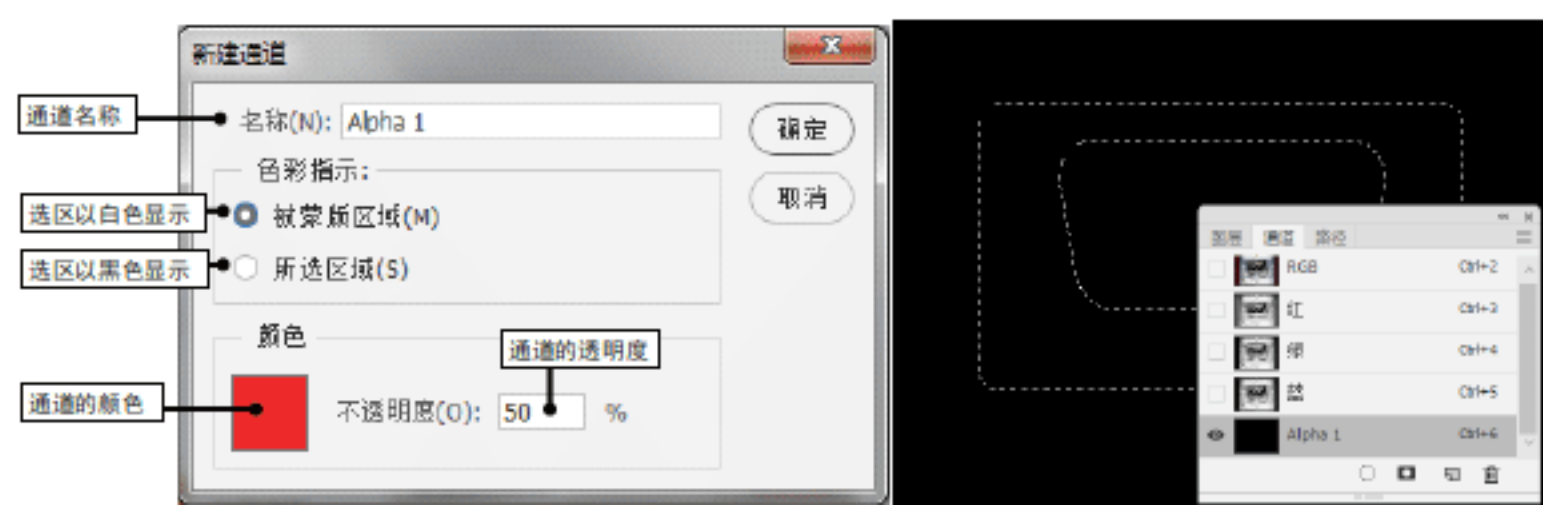 新建通道
通道名称
名称(N): Alpha 1
确定
色彩指示:
取消
选区以白色显示
被蒙版区域(M)
选区以黑色显示
所选区域(S)
颜色
通道的透明度
通道的颜色
不透明度(O): 50 %
图层 通道 路径
RGB Ctrl+2
红 Ctrl+3
绿 Ctrl+4
蓝 Ctrl+5
Alpha 1 Ctrl+6